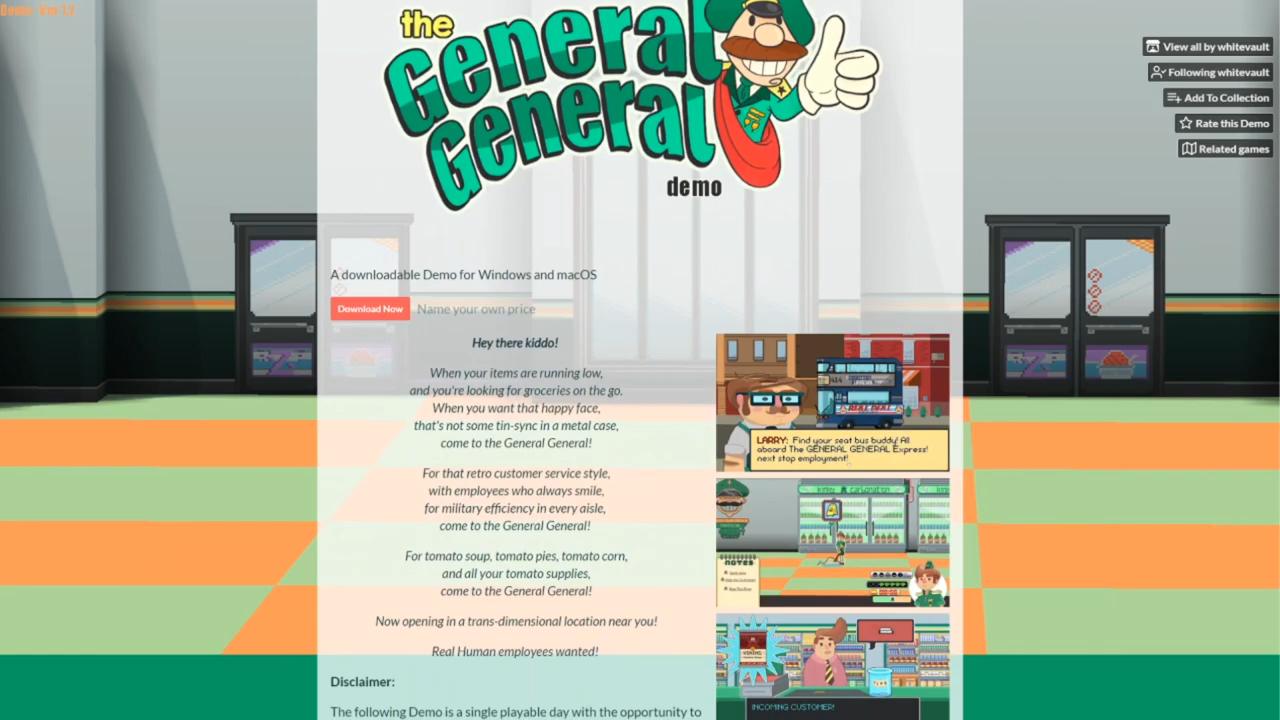 Demo - Ver 1.2
the
General
General
demo
View all by whitevault
Following whitevault
Add To Collection
Rate this Demo
Related games
A downloadable Demo for Windows and macOS
Download Now Name your own price
Hey there kiddo!
When your items are running low,
and you're looking for groceries on the go.
When you want that happy face,
that's not some tin-sync in a metal case,
come to the General General!
For that retro customer service style,
with employees who always smile,
for military efficiency in every aisle,
come to the General General!
For tomato soup, tomato pies, tomato corn,
and all your tomato supplies,
come to the General General!
Now opening in a trans-dimensional location near you!
Real Human employees wanted!
Disclaimer:
The following Demo is a single playable day with the opportunity to
LARRY: Find your seat bus buddy! All
aboard The GENERAL GENERAL Express!
next stop employment!
NOTES
INCOMING CUSTOMER!